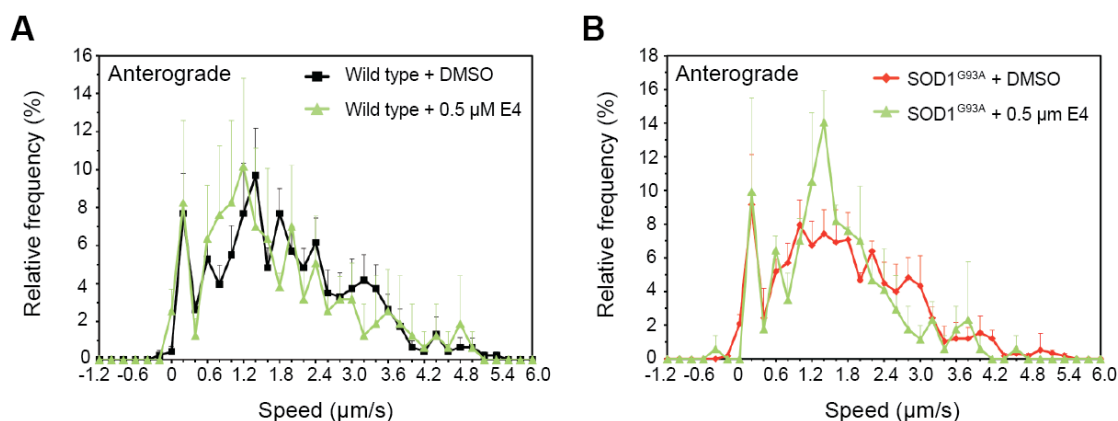 A
Anterograde
Wild type + DMSO
Wild type + 0.5 µM E4
Relative frequency (%)
16
14
12
10
8
6
4
2
0
-1.2 -0.6 0 0.6 1.2 1.8 2.4 3.0 3.6 4.2 4.8 5.4 6.0
Speed (µm/s)
B
Anterograde
SOD1G93A + DMSO
SOD1G93A + 0.5 µm E4
Relative frequency (%)
18
16
14
12
10
8
6
4
2
0
-1.2 -0.6 0 0.6 1.2 1.8 2.4 3.0 3.6 4.2 4.8 5.4 6.0
Speed (µm/s)